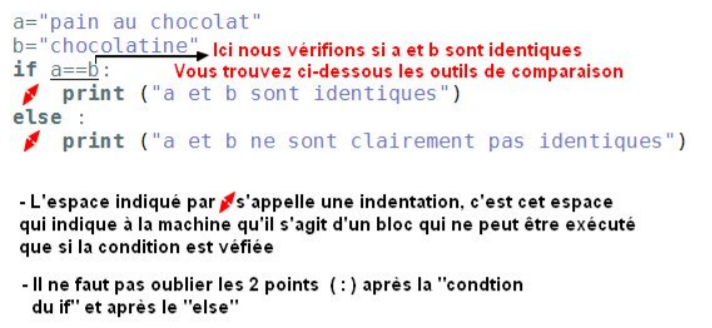 a="pain au chocolat"
b="chocolatine"
Ici nous vérifions si a et b sont identiques
if a==b:
Vous trouvez ci-dessous les outils de comparaison
print ("a et b sont identiques")
else :
print ("a et b ne sont clairement pas identiques")
- L'espace indiqué par s'appelle une indentation, c'est cet espace
qui indique à la machine qu'il s'agit d'un bloc qui ne peut être exécuté
que si la condition est véfiée
- Il ne faut pas oublier les 2 points (:) après la "condtion
du if" et après le "else"